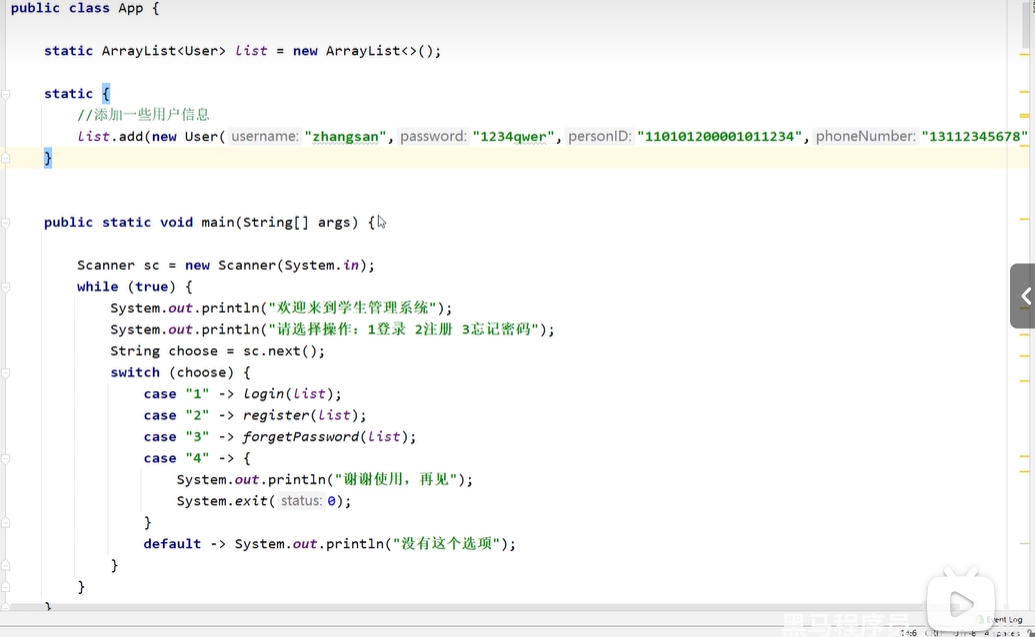 public class App {
static ArrayList<User> list = new ArrayList<>();
static {
//添加一些用户信息
list.add(new User( username: "zhangsan", password: "1234qwer", personID: "110101200001011234", phoneNumber: "13112345678"
}
public static void main(String[] args) {
Scanner sc = new Scanner(System.in);
while (true) {
System.out.println("欢迎来到学生管理系统");
System.out.println("请选择操作：1登录 2注册 3忘记密码");
String choose = sc.next();
switch (choose) {
case "1" -> login(list);
case "2" -> register(list);
case "3" -> forgetPassword(list);
case "4" -> {
System.out.println("谢谢使用，再见");
System.exit( status: 0);
}
default -> System.out.println("没有这个选项");
}
}
}
黑马程序员
Event Log
14:6
4 spaces